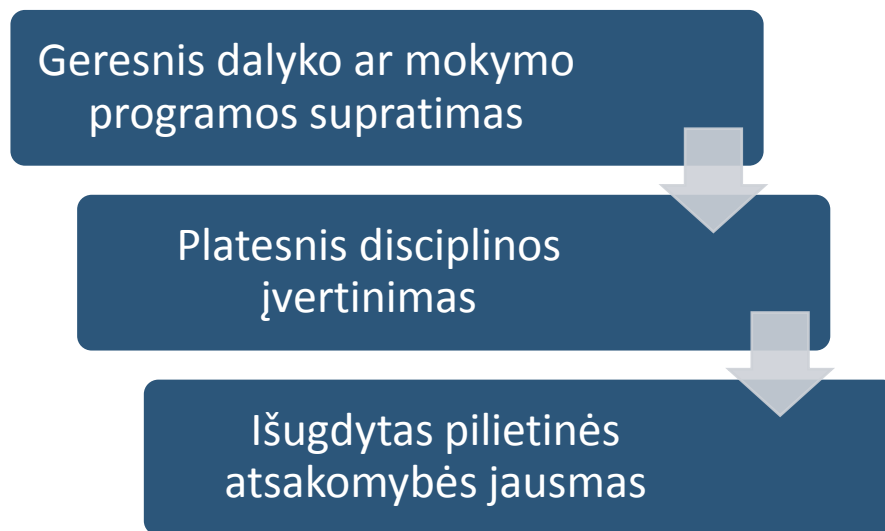 Geresnis dalyko ar mokymo
programos supratimas
Platesnis disciplinos
įvertinimas
Išugdytas pilietinės
atsakomybės jausmas